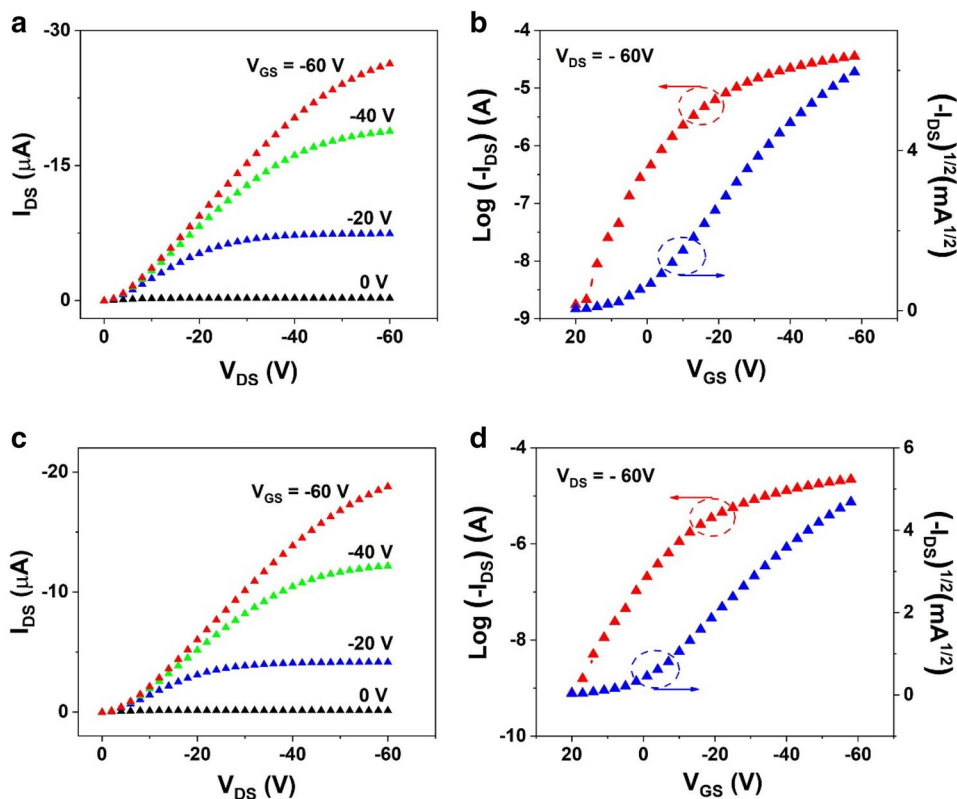 a
-30
-15
0
I_DS (μA)
V_GS = -60 V
-40 V
-20 V
0 V
0
-20
-40
-60
V_DS (V)
b
-4
-5
-6
-7
-8
-9
Log (-I_DS) (A)
V_DS = - 60V
4
2
0
(-I_DS)^1/2(mA^1/2)
20
0
-20
-40
-60
V_GS (V)
c
-20
-10
0
I_DS (μA)
V_GS = -60 V
-40 V
-20 V
0 V
0
-20
-40
-60
V_DS (V)
d
-4
-6
-8
-10
Log (-I_DS) (A)
V_DS = - 60V
6
4
2
0
(-I_DS)^1/2(mA^1/2)
20
0
-20
-40
-60
V_GS (V)